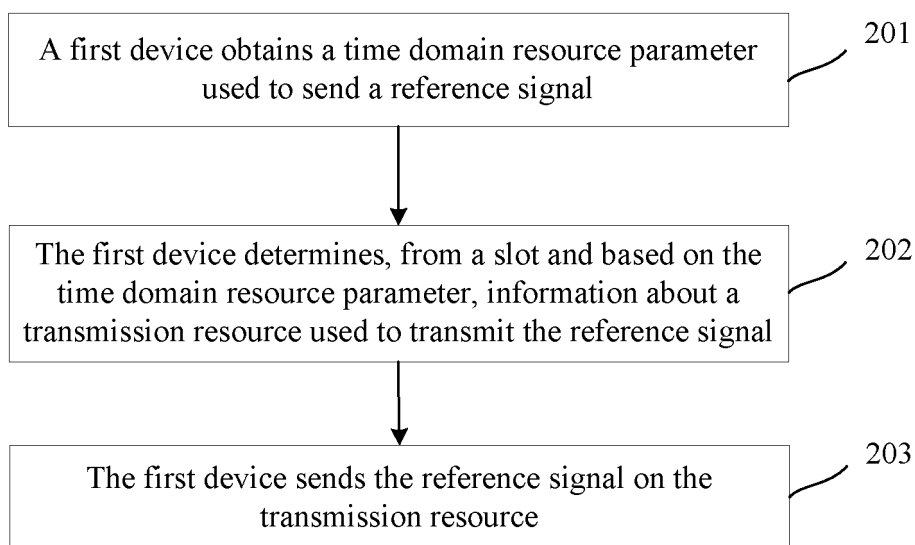 A first device obtains a time domain resource parameter
used to send a reference signal
201
The first device determines, from a slot and based on the
time domain resource parameter, information about a
transmission resource used to transmit the reference signal
202
The first device sends the reference signal on the
transmission resource
203